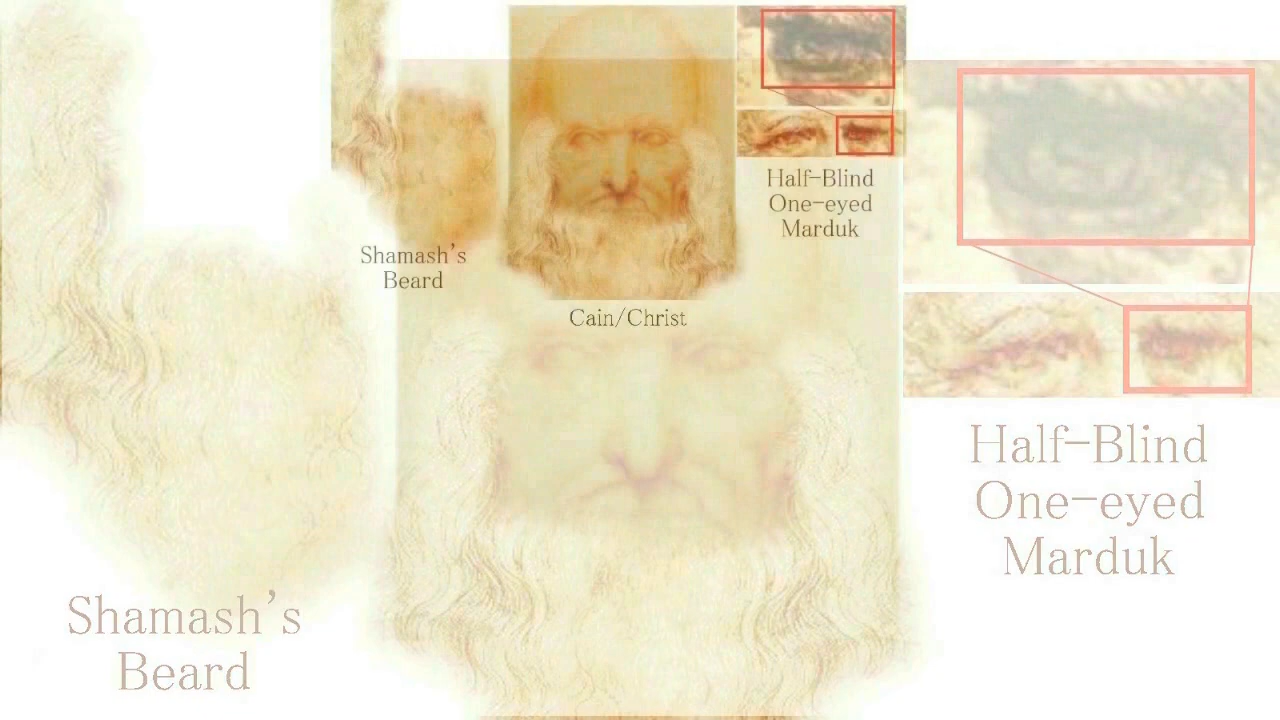 Shamash's
Beard
Cain/Christ
Half-Blind
One-eyed
Marduk
Shamash's
Beard
Half-Blind
One-eyed
Marduk